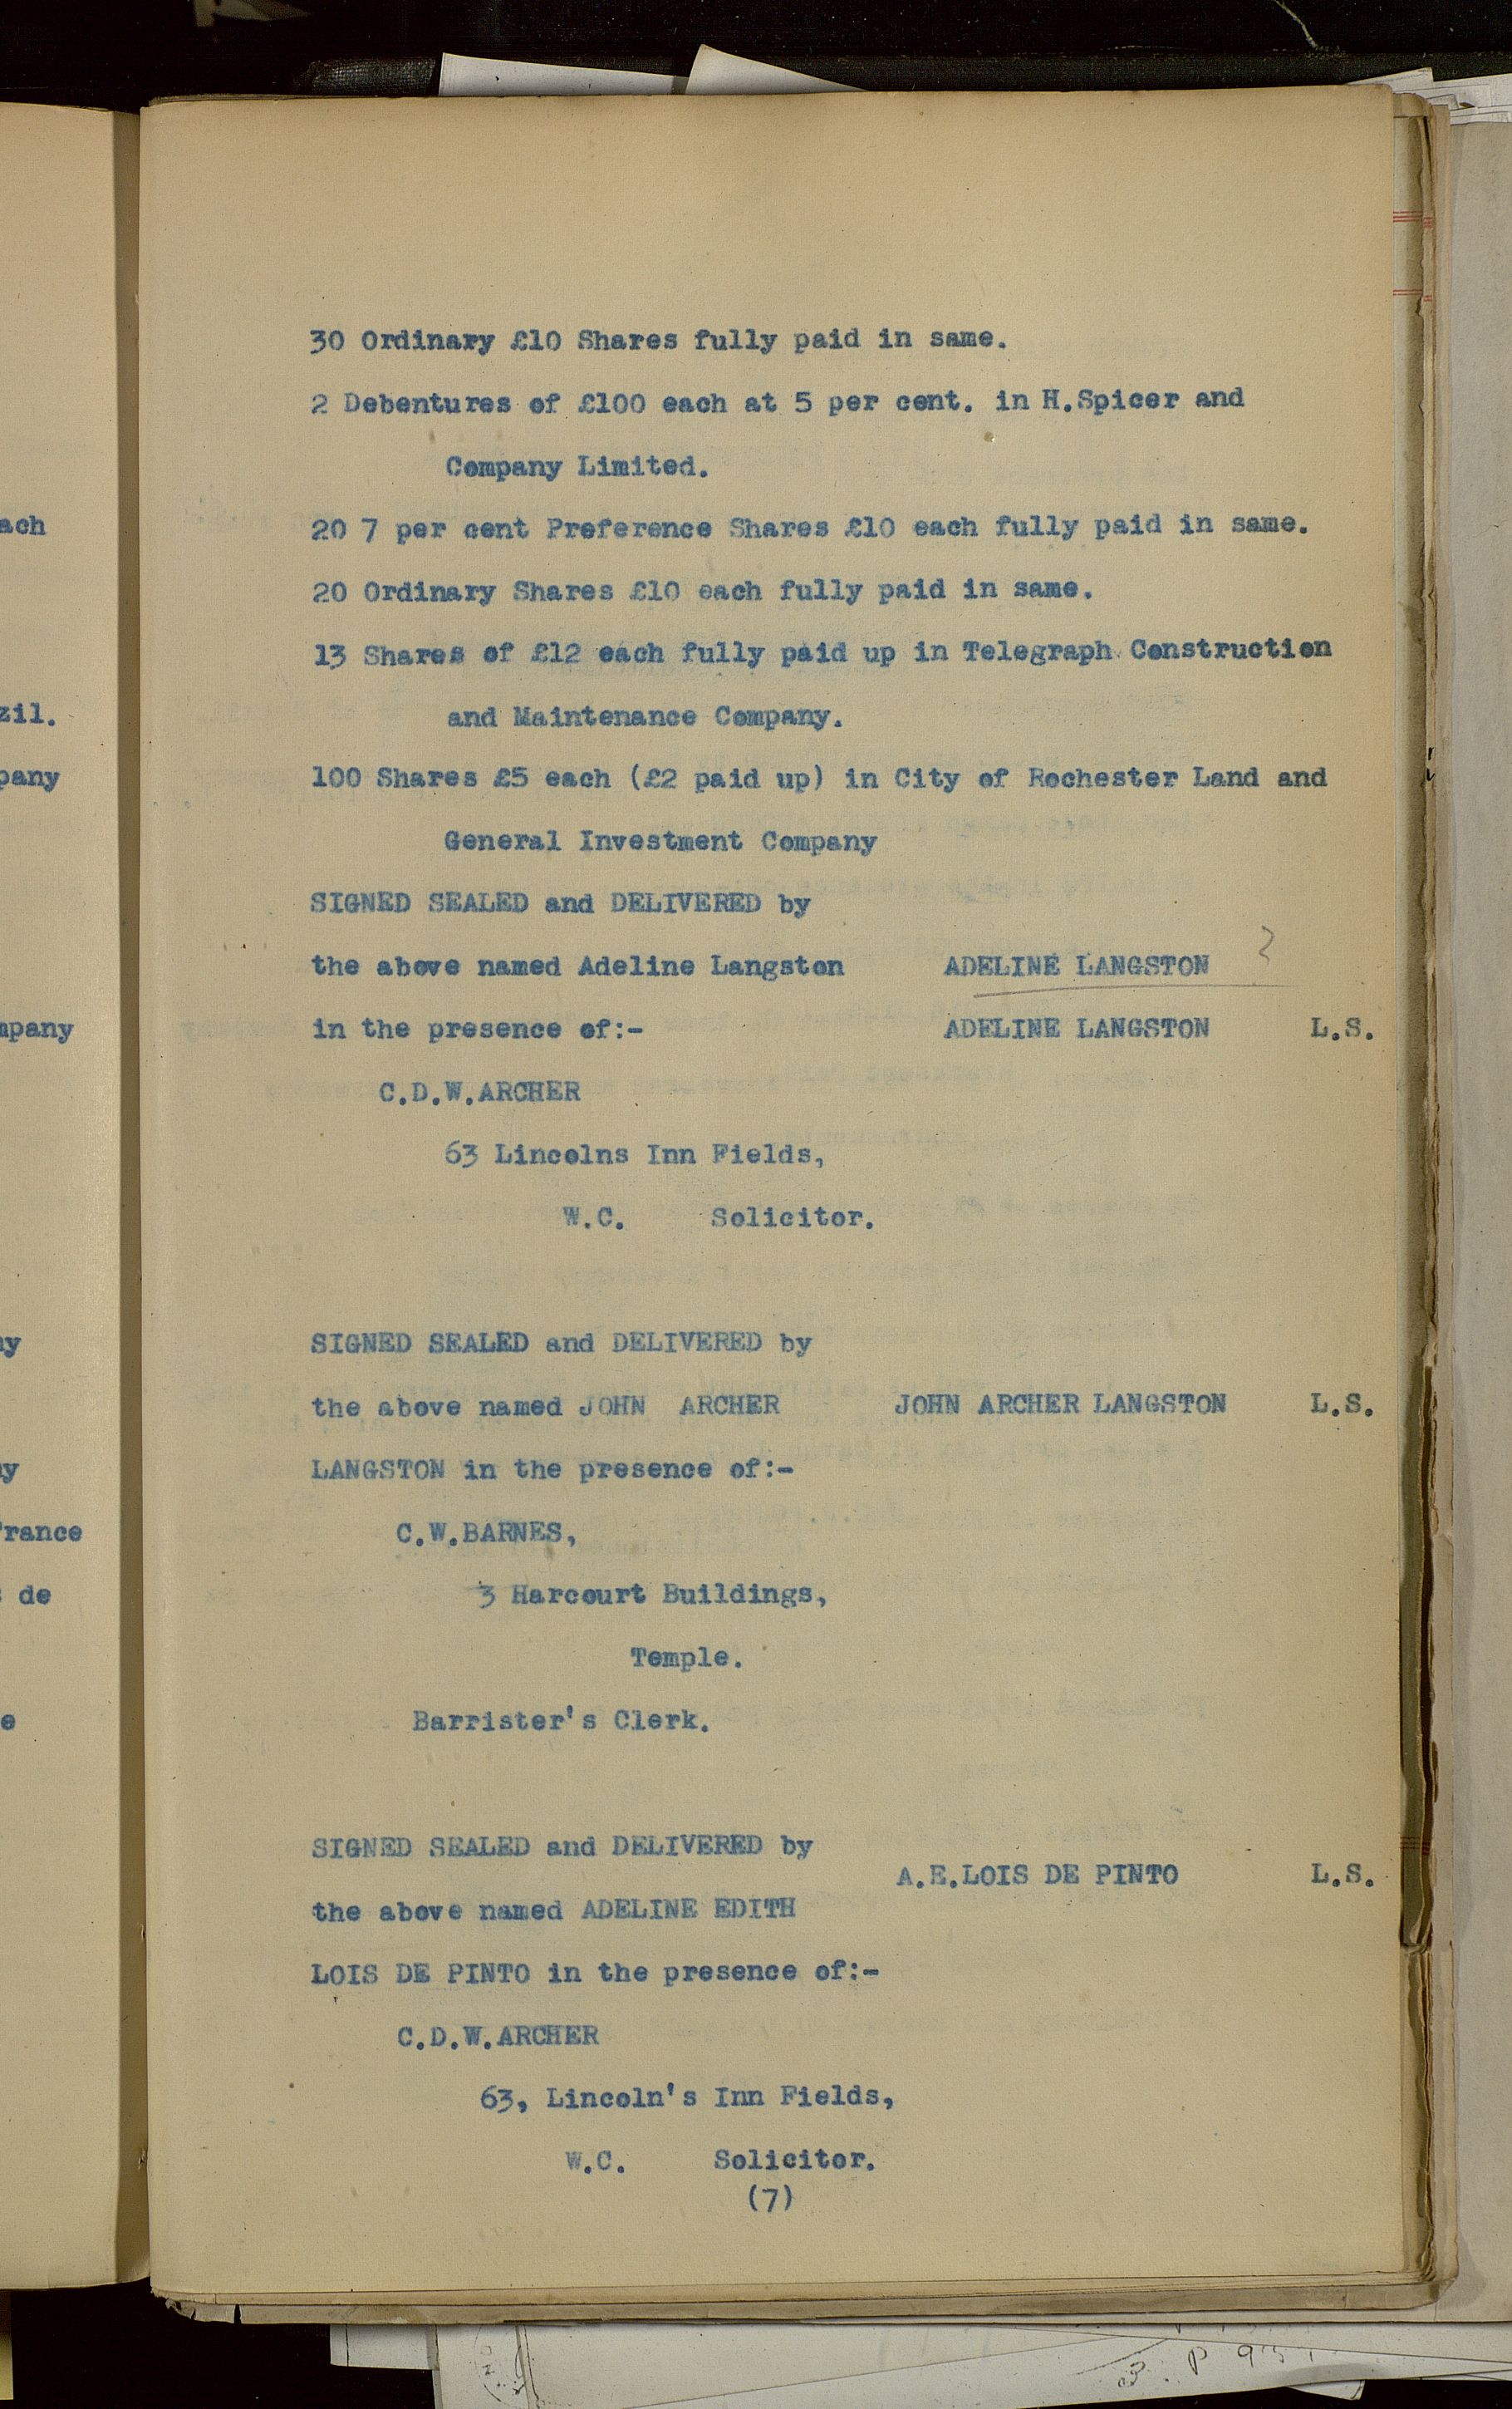 30 Ordinary £10 Shares fully paid in same.
2 Debentures of £100 each at 5 per cent. in H.Spicer and
Company Limited.
20 7 per cent Preference Shares £10 each fully paid in same.
20 Ordinary Shares £10 each fully paid in same.
13 Shares of £12 each fully paid up in Telegraph Construction
and Maintenance Company.
100 Shares £5 each (£2 paid up) in City of Rochester Land and
General Investment Company
SIGNED SEALED and DELIVERED by
the above named Adeline Langston ADELINE LANGSTON ?
in the presence of:- ADELINE LANGSTON L.S.
C.D.W.ARCHER
63 Lincolns Inn Fields,
W.C. Solicitor.
SIGNED SEALED and DELIVERED by
the above named JOHN ARCHER JOHN ARCHER LANGSTON L.S.
LANGSTON in the presence of:-
C.W.BARNES,
3 Harcourt Buildings,
Temple.
Barrister's Clerk.
SIGNED SEALED and DELIVERED by
A.E.LOIS DE PINTO L.S.
the above named ADELINE EDITH
LOIS DE PINTO in the presence of:-
C.D.W.ARCHER
63, Lincoln's Inn Fields,
W.C. Solicitor.
(7)
ach
zil.
pany
mpany
y
y
rance
de
e